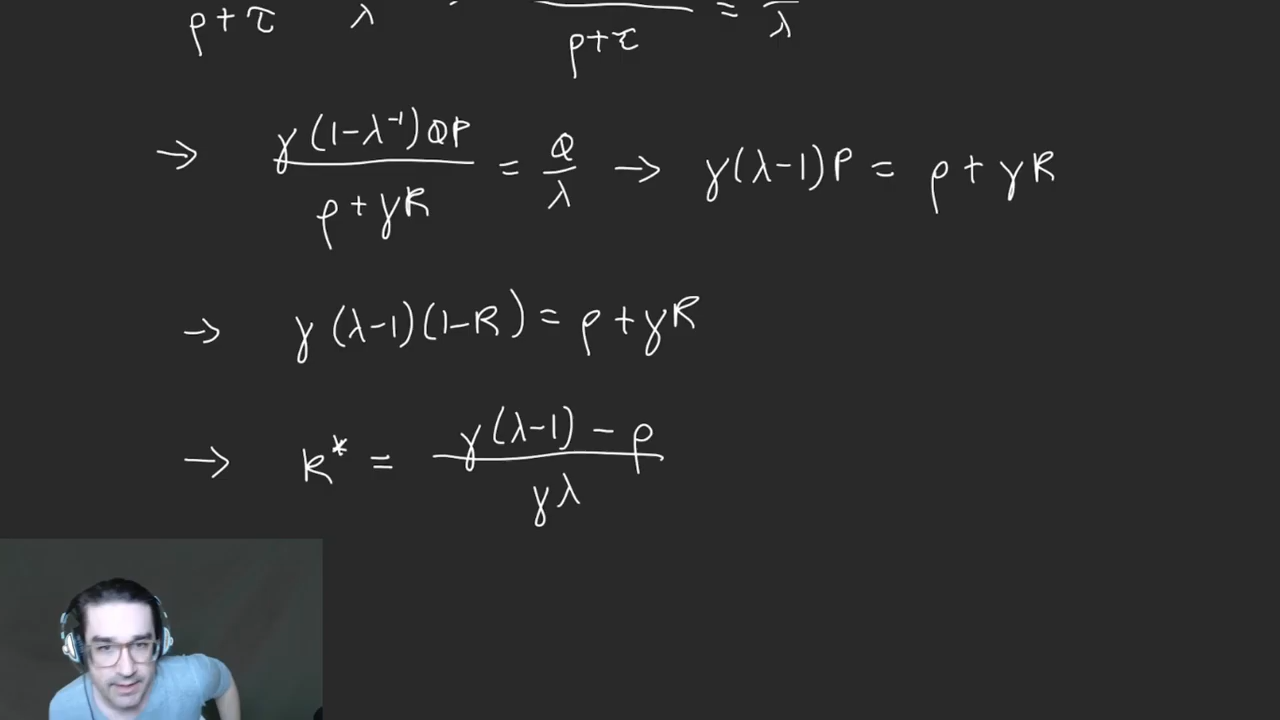 ρ+τ λ = 
ρ+τ λ
→ γ(1-λ⁻¹)QP / ρ+γR = Q/λ → γ(λ-1)P = ρ+γR
→ γ(λ-1)(1-R) = ρ+γR
→ R* = γ(λ-1) - ρ / γλ